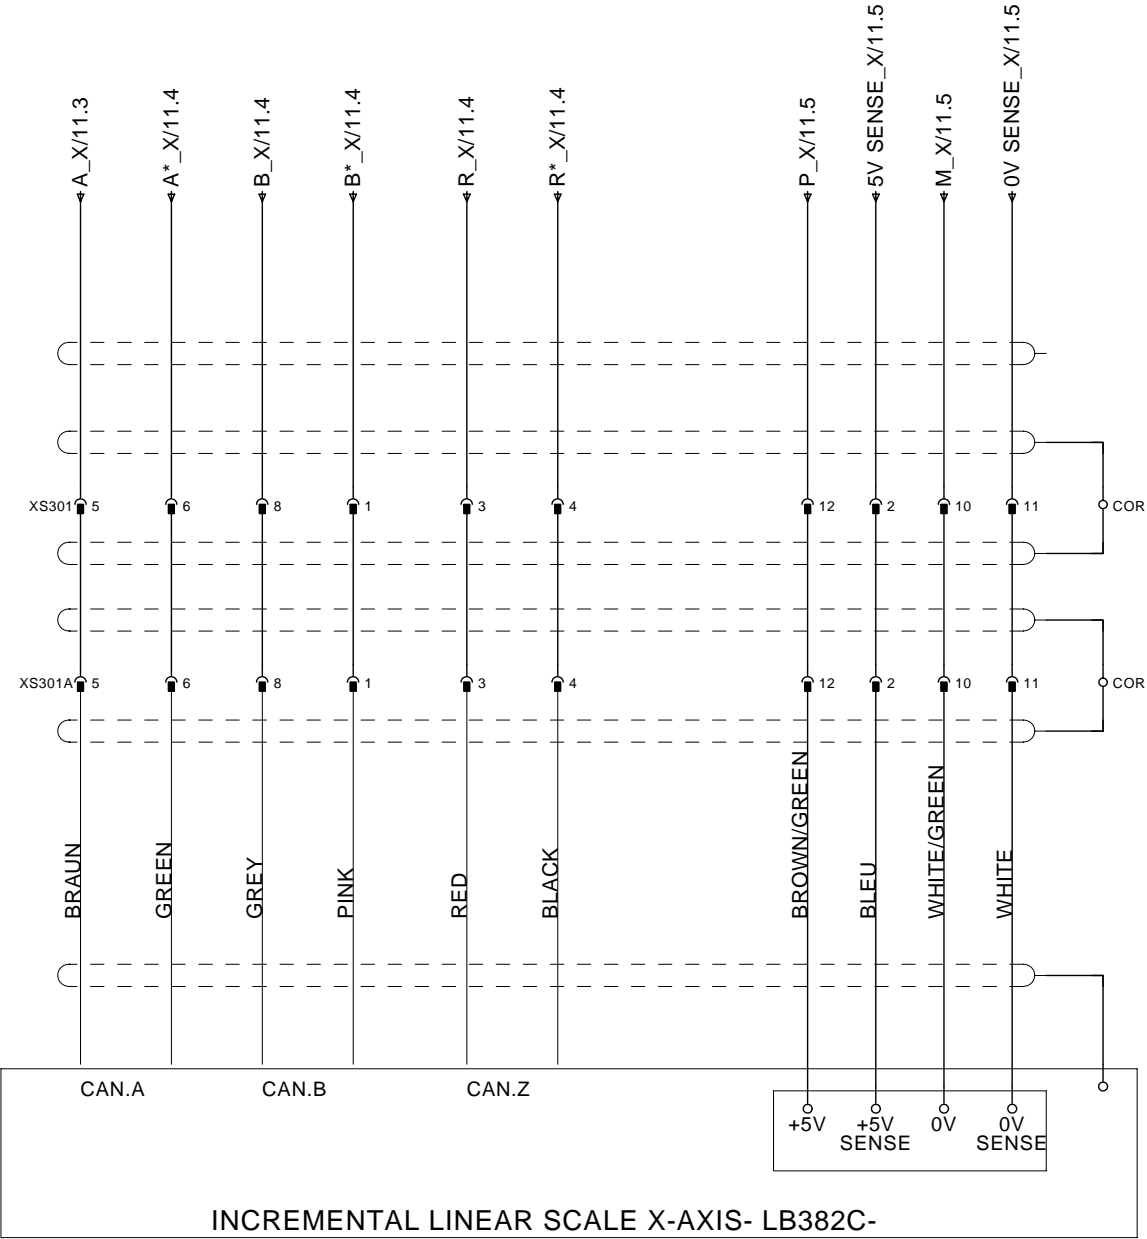 A_X/11.3
A*_X/11.4
B_X/11.4
B*_X/11.4
R_X/11.4
R*_X/11.4
P_X/11.5
5V SENSE_X/11.5
M_X/11.5
0V SENSE_X/11.5
XS301 5 6 8 1 3 4 12 2 10 11 COR
XS301A 5 6 8 1 3 4 12 2 10 11 COR
BRAUN
GREEN
GREY
PINK
RED
BLACK
BROWN/GREEN
BLEU
WHITE/GREEN
WHITE
CAN.A CAN.B CAN.Z
+5V +5V 0V 0V
SENSE SENSE
INCREMENTAL LINEAR SCALE X-AXIS- LB382C-